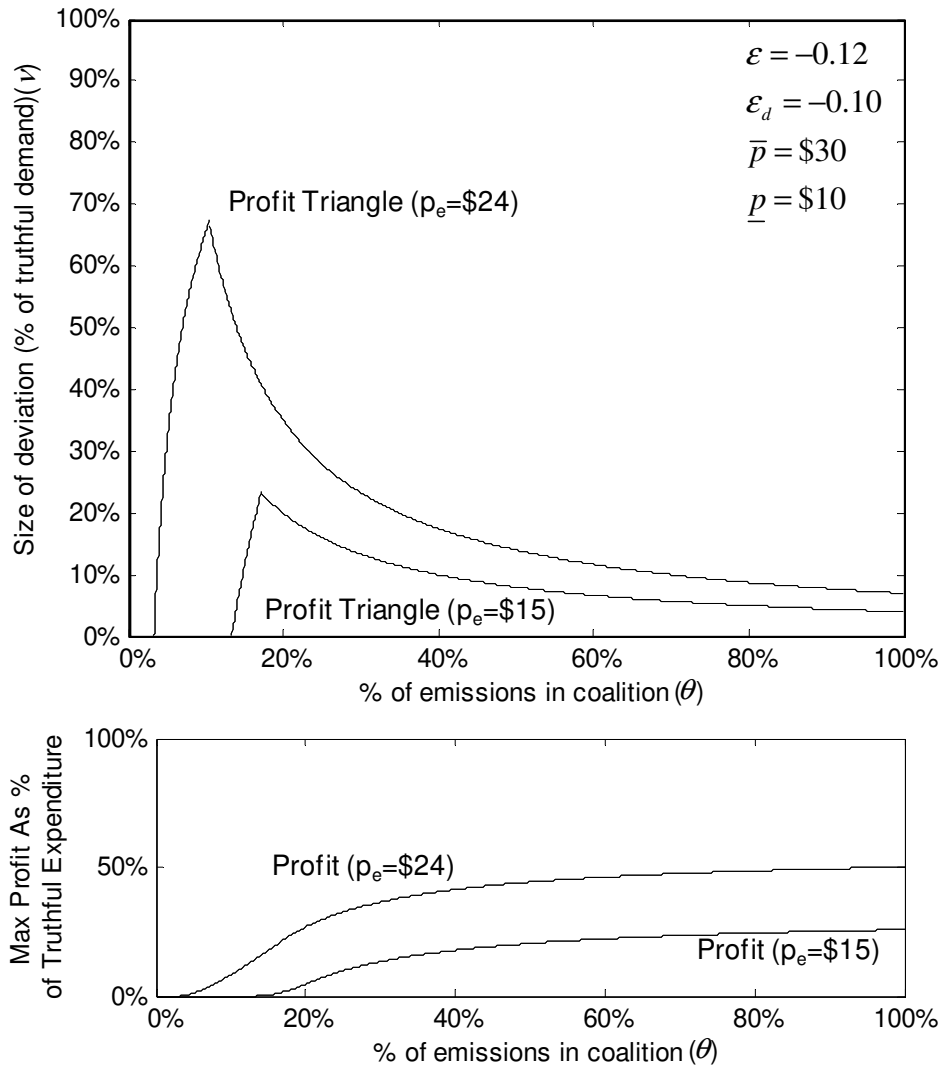 100%
90%
80%
70%
60%
50%
40%
30%
20%
10%
0%
Size of deviation (% of truthful demand)(ν)
ε = −0.12
ε_d = −0.10
p̅ = $30
p̲ = $10
Profit Triangle (p_e=$24)
Profit Triangle (p_e=$15)
0% 20% 40% 60% 80% 100%
% of emissions in coalition (θ)
100%
50%
0%
Max Profit As %
of Truthful Expenditure
Profit (p_e=$24)
Profit (p_e=$15)
0% 20% 40% 60% 80% 100%
% of emissions in coalition (θ)